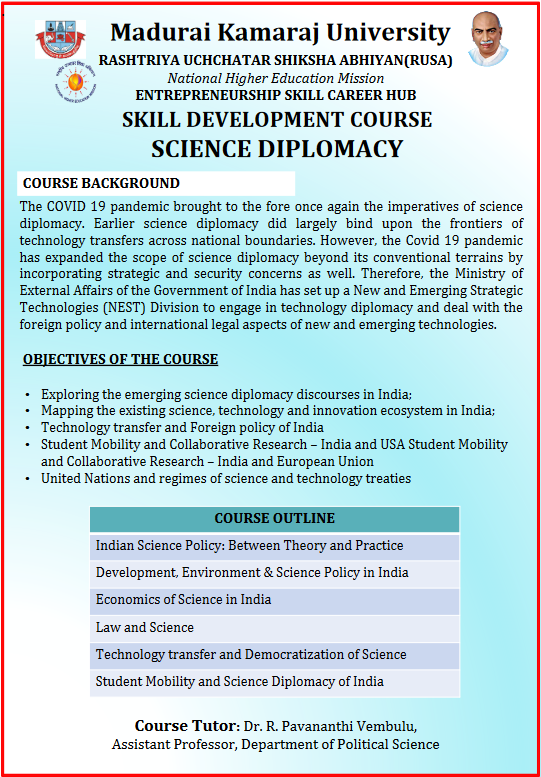 Madurai Kamaraj University
RASHTRIYA UCHCHATAR SHIKSHA ABHIYAN(RUSA)
National Higher Education Mission
ENTREPRENEURSHIP SKILL CAREER HUB
SKILL DEVELOPMENT COURSE
SCIENCE DIPLOMACY
COURSE BACKGROUND
The COVID 19 pandemic brought to the fore once again the imperatives of science
diplomacy. Earlier science diplomacy did largely bind upon the frontiers of
technology transfers across national boundaries. However, the Covid 19 pandemic
has expanded the scope of science diplomacy beyond its conventional terrains by
incorporating strategic and security concerns as well. Therefore, the Ministry of
External Affairs of the Government of India has set up a New and Emerging Strategic
Technologies (NEST) Division to engage in technology diplomacy and deal with the
foreign policy and international legal aspects of new and emerging technologies.
OBJECTIVES OF THE COURSE
• Exploring the emerging science diplomacy discourses in India;
• Mapping the existing science, technology and innovation ecosystem in India;
• Technology transfer and Foreign policy of India
• Student Mobility and Collaborative Research – India and USA Student Mobility
and Collaborative Research – India and European Union
• United Nations and regimes of science and technology treaties
COURSE OUTLINE
Indian Science Policy: Between Theory and Practice
Development, Environment & Science Policy in India
Economics of Science in India
Law and Science
Technology transfer and Democratization of Science
Student Mobility and Science Diplomacy of India
Course Tutor: Dr. R. Pavananthi Vembulu,
Assistant Professor, Department of Political Science